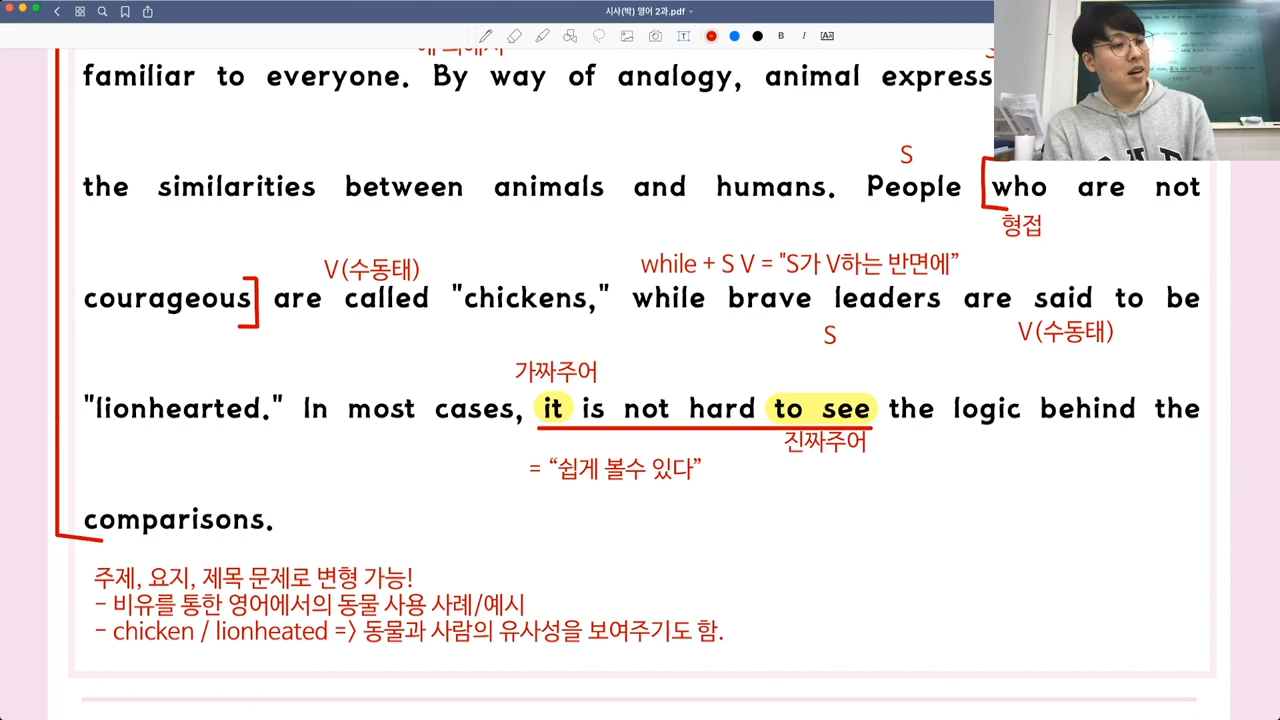 시사(박) 영어 2과.pdf
familiar to everyone. By way of analogy, animal express
S
the similarities between animals and humans. People [who are not
형접
V(수동태) while + S V = "S가 V하는 반면에”
courageous] are called "chickens," while brave leaders are said to be
S V(수동태)
가짜주어
"lionhearted." In most cases, it is not hard to see the logic behind the
진짜주어
= “쉽게 볼수 있다”
comparisons.
주제, 요지, 제목 문제로 변형 가능!
- 비유를 통한 영어에서의 동물 사용 사례/예시
- chicken / lionheated => 동물과 사람의 유사성을 보여주기도 함.